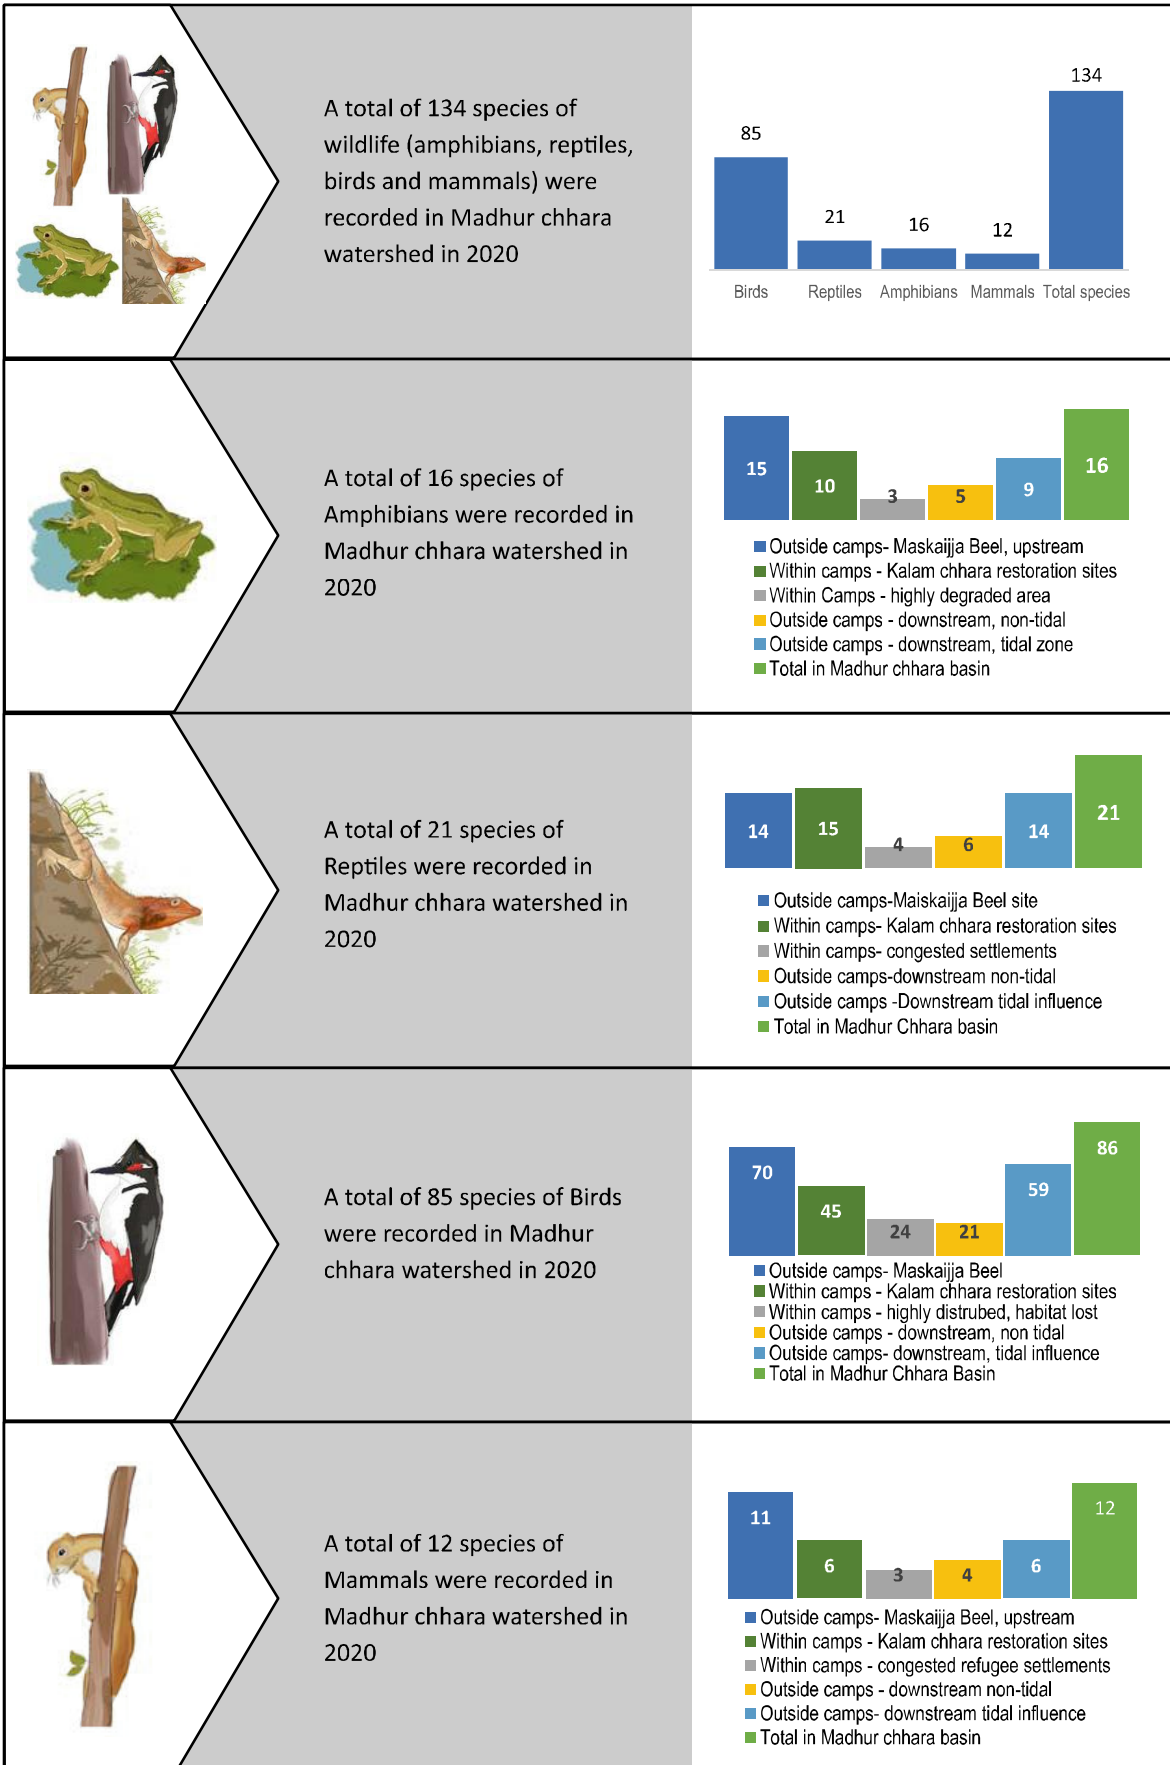 A total of 134 species of
wildlife (amphibians, reptiles,
birds and mammals) were
recorded in Madhur chhara
watershed in 2020
134
85
21
16
12
Birds
Reptiles
Amphibians
Mammals
Total species
A total of 16 species of
Amphibians were recorded in
Madhur chhara watershed in
2020
15
10
3
5
9
16
Outside camps- Maskaijja Beel, upstream
Within camps - Kalam chhara restoration sites
Within Camps - highly degraded area
Outside camps - downstream, non-tidal
Outside camps - downstream, tidal zone
Total in Madhur chhara basin
A total of 21 species of
Reptiles were recorded in
Madhur chhara watershed in
2020
14
15
4
6
14
21
Outside camps-Maiskaijja Beel site
Within camps- Kalam chhara restoration sites
Within camps- congested settlements
Outside camps-downstream non-tidal
Outside camps -Downstream tidal influence
Total in Madhur Chhara basin
A total of 85 species of Birds
were recorded in Madhur
chhara watershed in 2020
70
45
24
21
59
86
Outside camps- Maskaijja Beel
Within camps - Kalam chhara restoration sites
Within camps - highly distrubed, habitat lost
Outside camps - downstream, non tidal
Outside camps- downstream, tidal influence
Total in Madhur Chhara Basin
A total of 12 species of
Mammals were recorded in
Madhur chhara watershed in
2020
11
6
3
4
6
12
Outside camps- Maskaijja Beel, upstream
Within camps - Kalam chhara restoration sites
Within camps - congested refugee settlements
Outside camps - downstream non-tidal
Outside camps- downstream tidal influence
Total in Madhur chhara basin